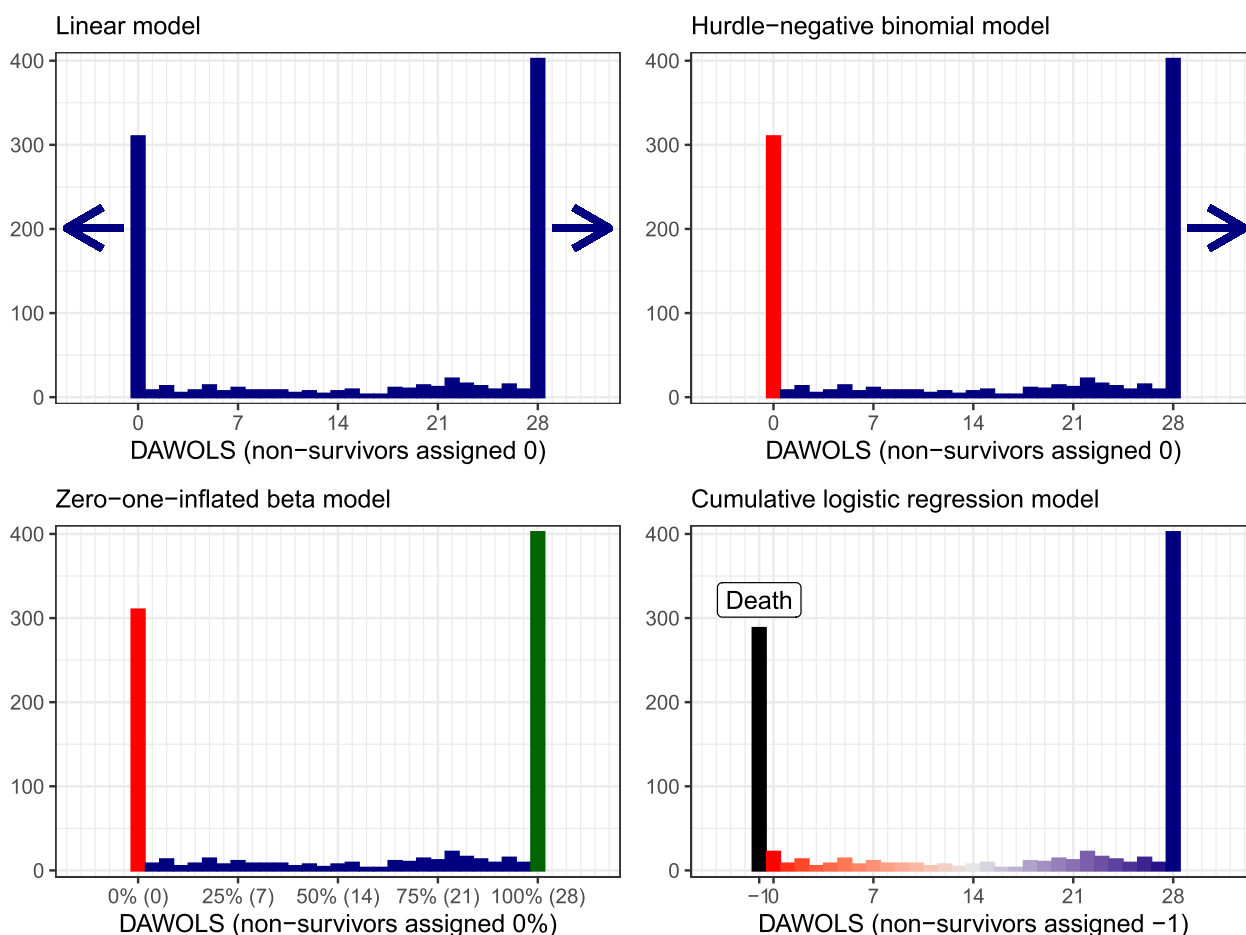 Linear model
400
300
200
100
0
0 7 14 21 28
DAWOLS (non−survivors assigned 0)
Hurdle−negative binomial model
400
300
200
100
0
0 7 14 21 28
DAWOLS (non−survivors assigned 0)
Zero−one−inflated beta model
400
300
200
100
0
0% (0) 25% (7) 50% (14) 75% (21) 100% (28)
DAWOLS (non−survivors assigned 0%)
Cumulative logistic regression model
400
Death
300
200
100
0
−10 7 14 21 28
DAWOLS (non−survivors assigned −1)